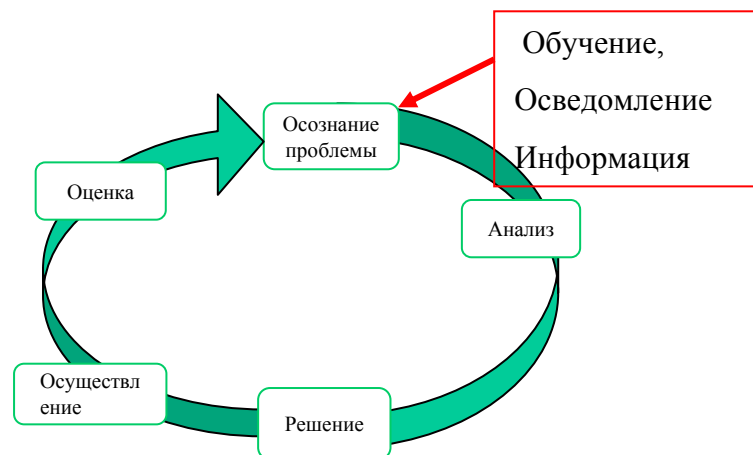 Обучение,
Осведомление
Информация
Осознание
проблемы
Анализ
Решение
Осуществл
ение
Оценка